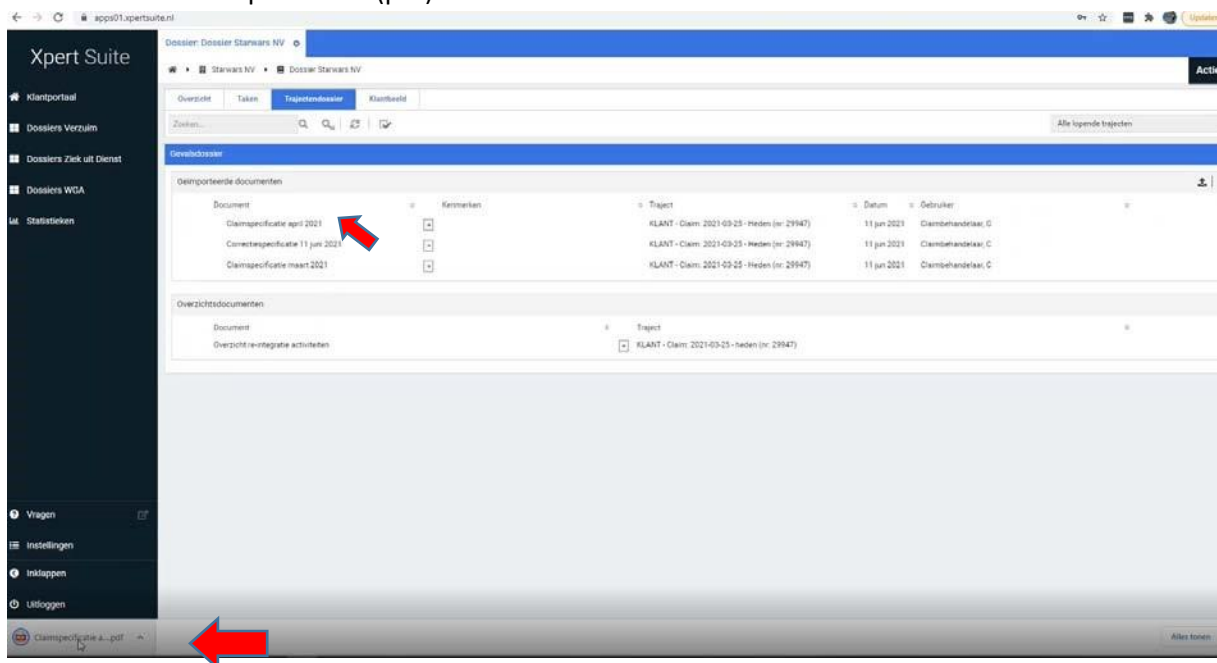 apps01.xpertsuite.nl
Xpert Suite
Klantportaal
Dossiers Verzuim
Dossiers Ziek uit Dienst
Dossiers WGA
Statistieken
Vragen
Instellingen
Inklappen
Uitloggen
Dossier: Dossier Starwars NV
Starwars NV
Dossier Starwars NV
Actie
Overzicht Taken Trajectendossier Klantbeeld
Zoeken...
Alle lopende trajecten
Gevalsdossier
Geïmporteerde documenten
Document Kenmerken Traject Datum Gebruiker
Claimspecificatie april 2021 KLANT - Claim: 2021-03-25 - Heden (nr: 29947) 11 jun 2021 Claimbehandelaar, C
Correctiespecificatie 11 juni 2021 KLANT - Claim: 2021-03-25 - Heden (nr: 29947) 11 jun 2021 Claimbehandelaar, C
Claimspecificatie maart 2021 KLANT - Claim: 2021-03-25 - Heden (nr: 29947) 11 jun 2021 Claimbehandelaar, C
Overzichtsdocumenten
Document Traject
Overzicht re-integratie activiteiten KLANT - Claim: 2021-03-25 - heden (nr: 29947)
Claimspecificatie a....pdf
Alles tonen